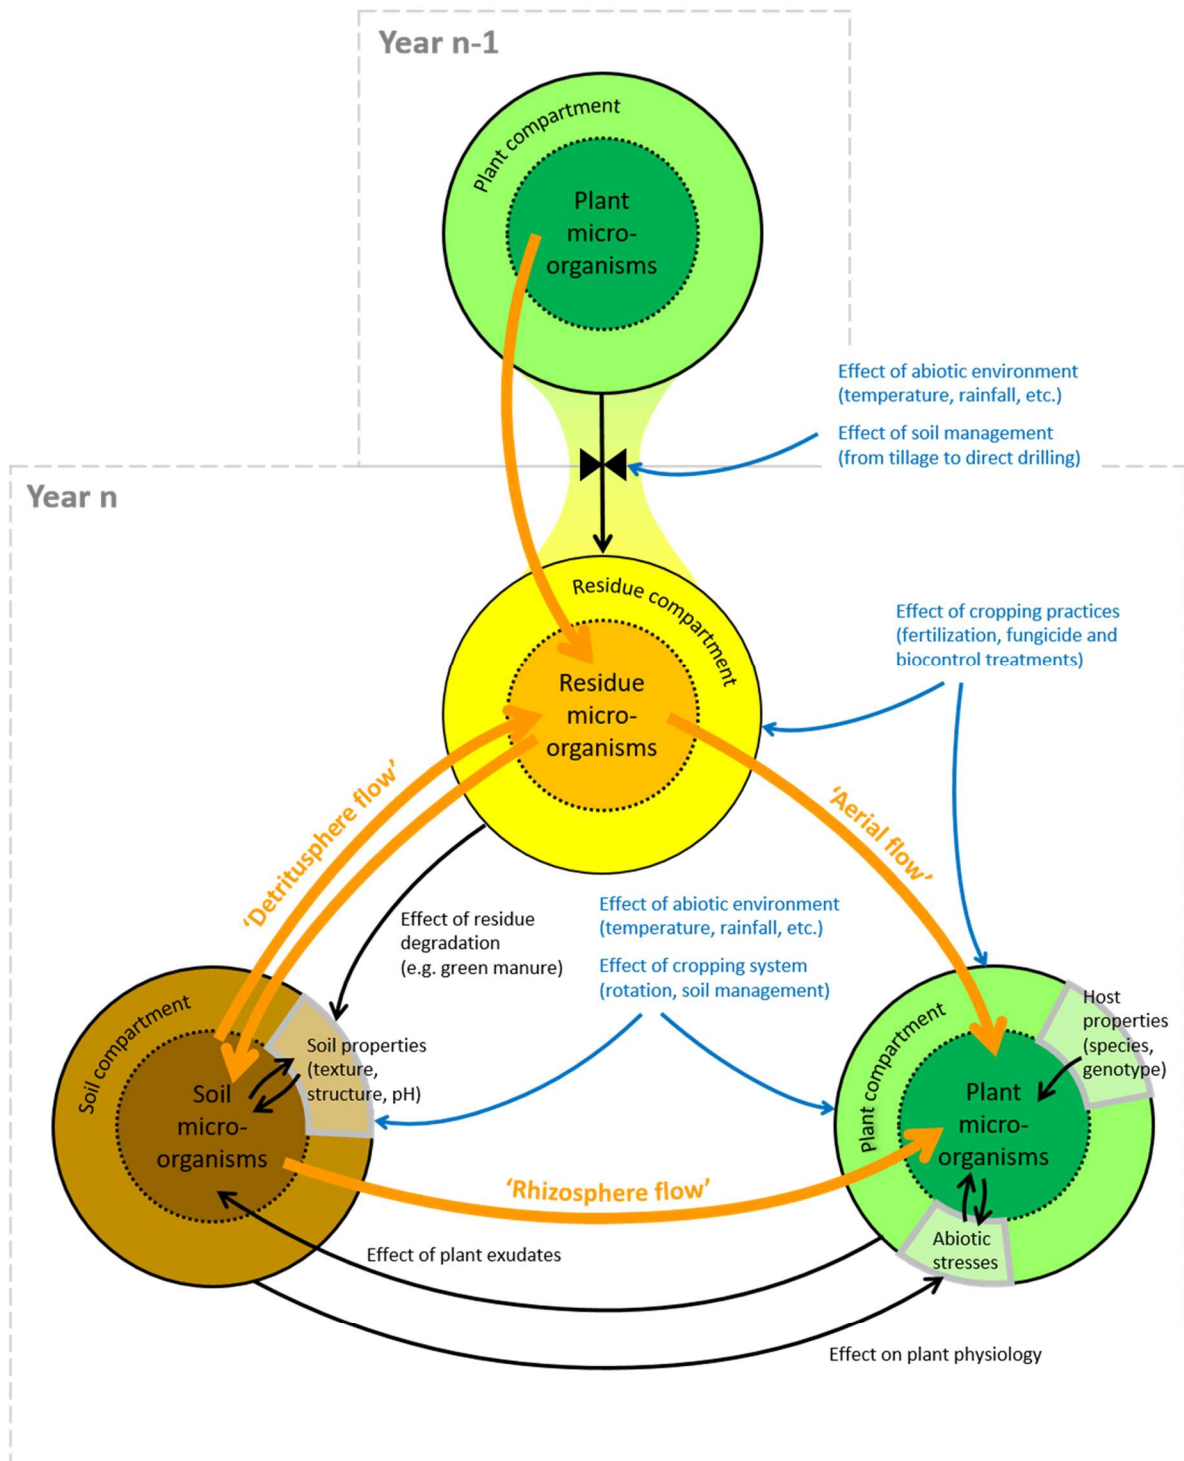 Year n-1
Plant compartment
Plant
micro-
organisms
Effect of abiotic environment
(temperature, rainfall, etc.)
Effect of soil management
(from tillage to direct drilling)
Year n
Residue compartment
Residue
micro-
organisms
Effect of cropping practices
(fertilization, fungicide and
biocontrol treatments)
‘Detritusphere flow’
‘Aerial flow’
Effect of residue
degradation
(e.g. green manure)
Effect of abiotic environment
(temperature, rainfall, etc.)
Effect of cropping system
(rotation, soil management)
Soil compartment
Soil properties
(texture,
structure, pH)
Soil
micro-
organisms
Plant compartment
Host
properties
(species,
genotype)
Plant
micro-
organisms
Abiotic
stresses
‘Rhizosphere flow’
Effect of plant exudates
Effect on plant physiology